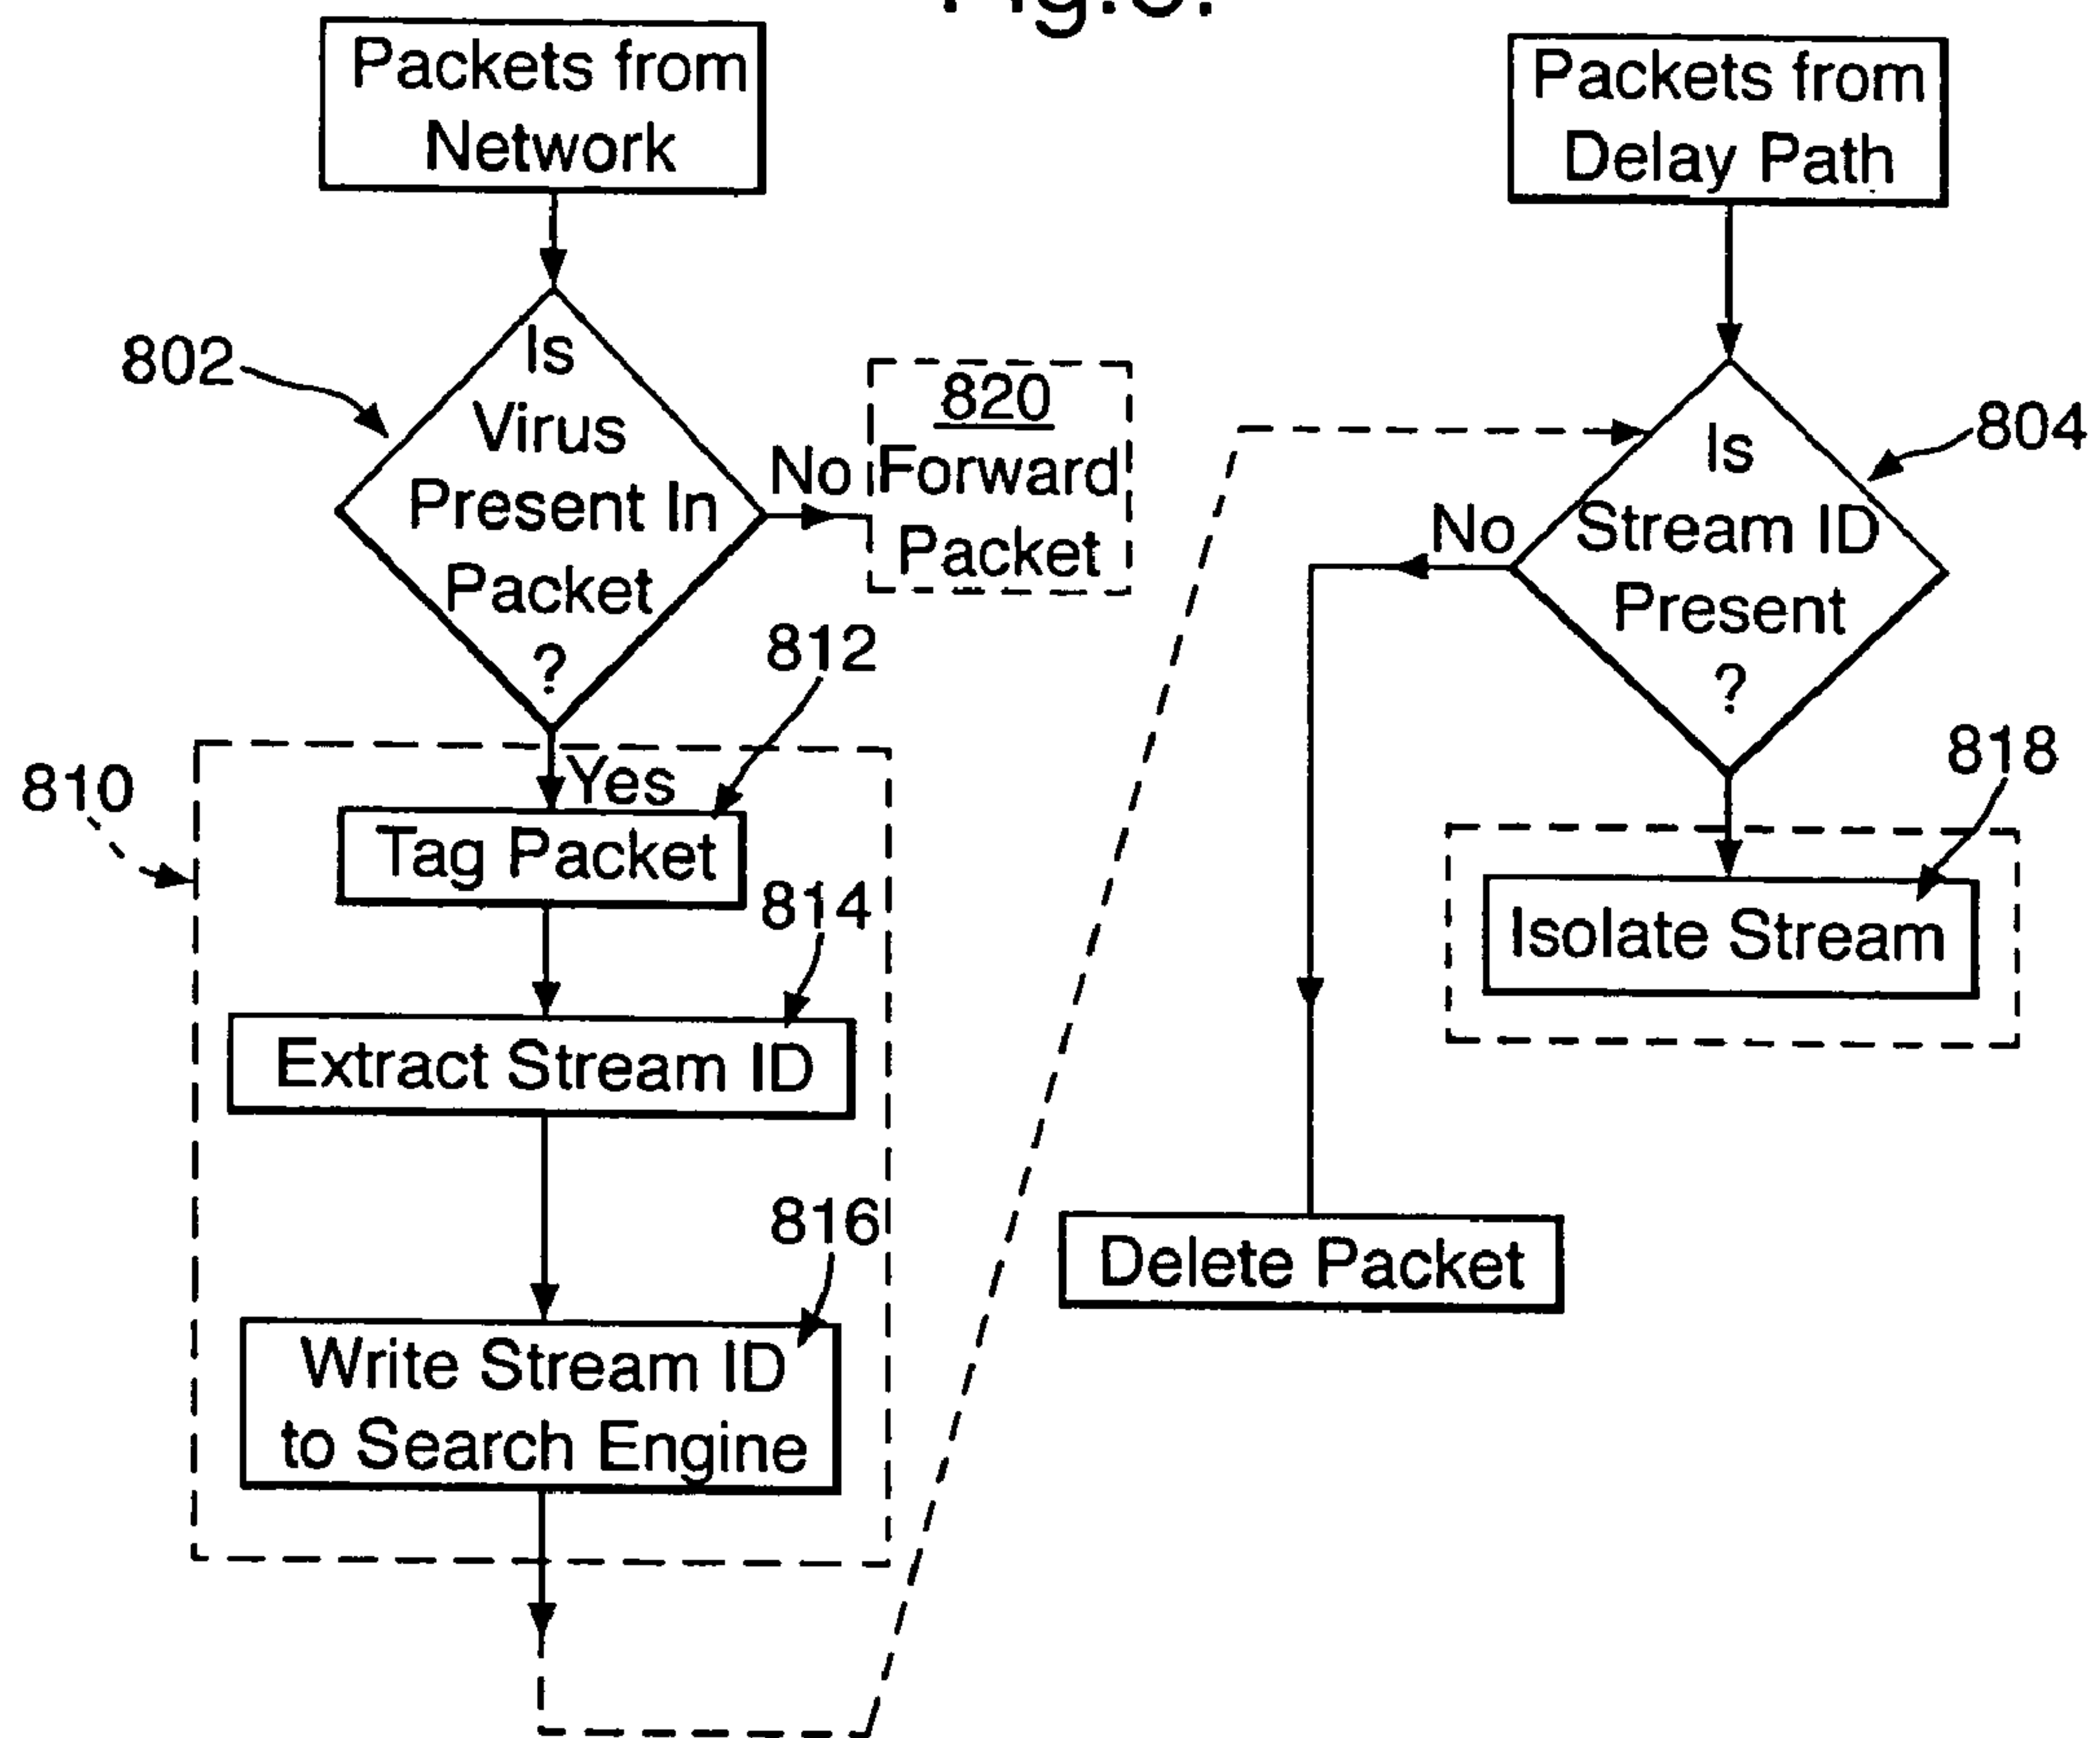 Packets from
Network
802
Is
Virus
Present In
Packet
?
No
820
Forward
Packet
Yes
810
812
Tag Packet
814
Extract Stream ID
816
Write Stream ID
to Search Engine
Packets from
Delay Path
804
Is
Stream ID
Present
?
No
818
Isolate Stream
Delete Packet